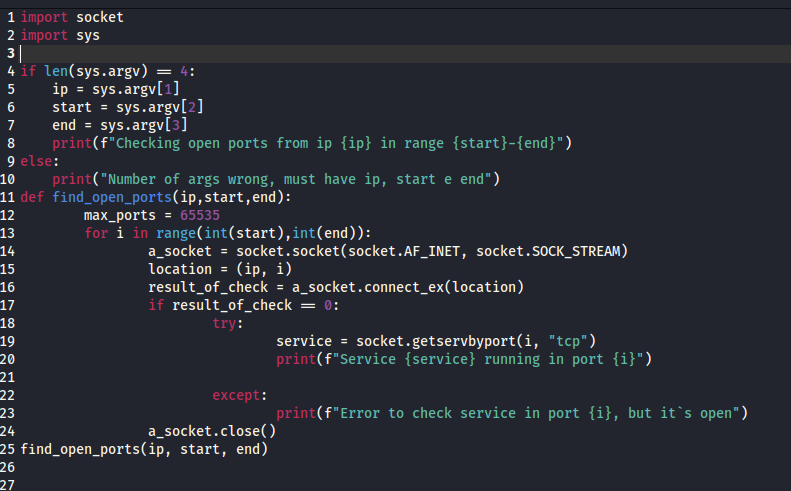 1 import socket
2 import sys
3
4 if len(sys.argv) == 4:
5     ip = sys.argv[1]
6     start = sys.argv[2]
7     end = sys.argv[3]
8     print(f"Checking open ports from ip {ip} in range {start}-{end}")
9 else:
10     print("Number of args wrong, must have ip, start e end")
11 def find_open_ports(ip,start,end):
12         max_ports = 65535
13         for i in range(int(start),int(end)):
14                 a_socket = socket.socket(socket.AF_INET, socket.SOCK_STREAM)
15                 location = (ip, i)
16                 result_of_check = a_socket.connect_ex(location)
17                 if result_of_check == 0:
18                         try:
19                                 service = socket.getservbyport(i, "tcp")
20                                 print(f"Service {service} running in port {i}")
21
22                         except:
23                                 print(f"Error to check service in port {i}, but it`s open")
24                 a_socket.close()
25 find_open_ports(ip, start, end)
26
27